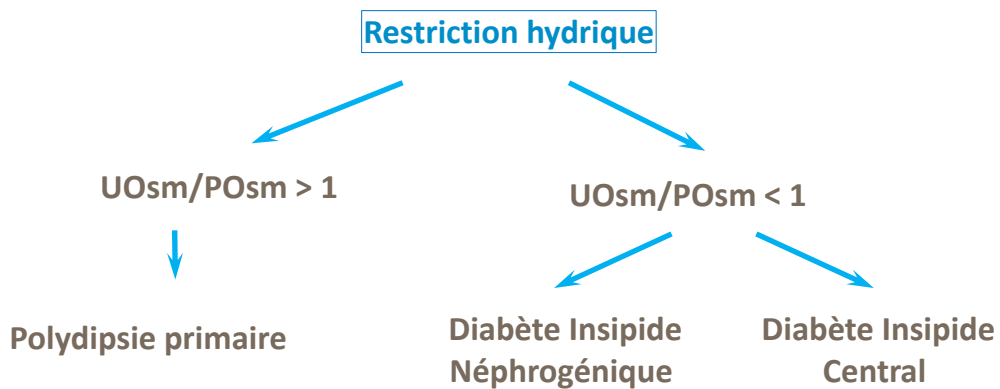 Restriction hydrique
UOsm/POsm > 1
UOsm/POsm < 1
Polydipsie primaire
Diabète Insipide
Néphrogénique
Diabète Insipide
Central